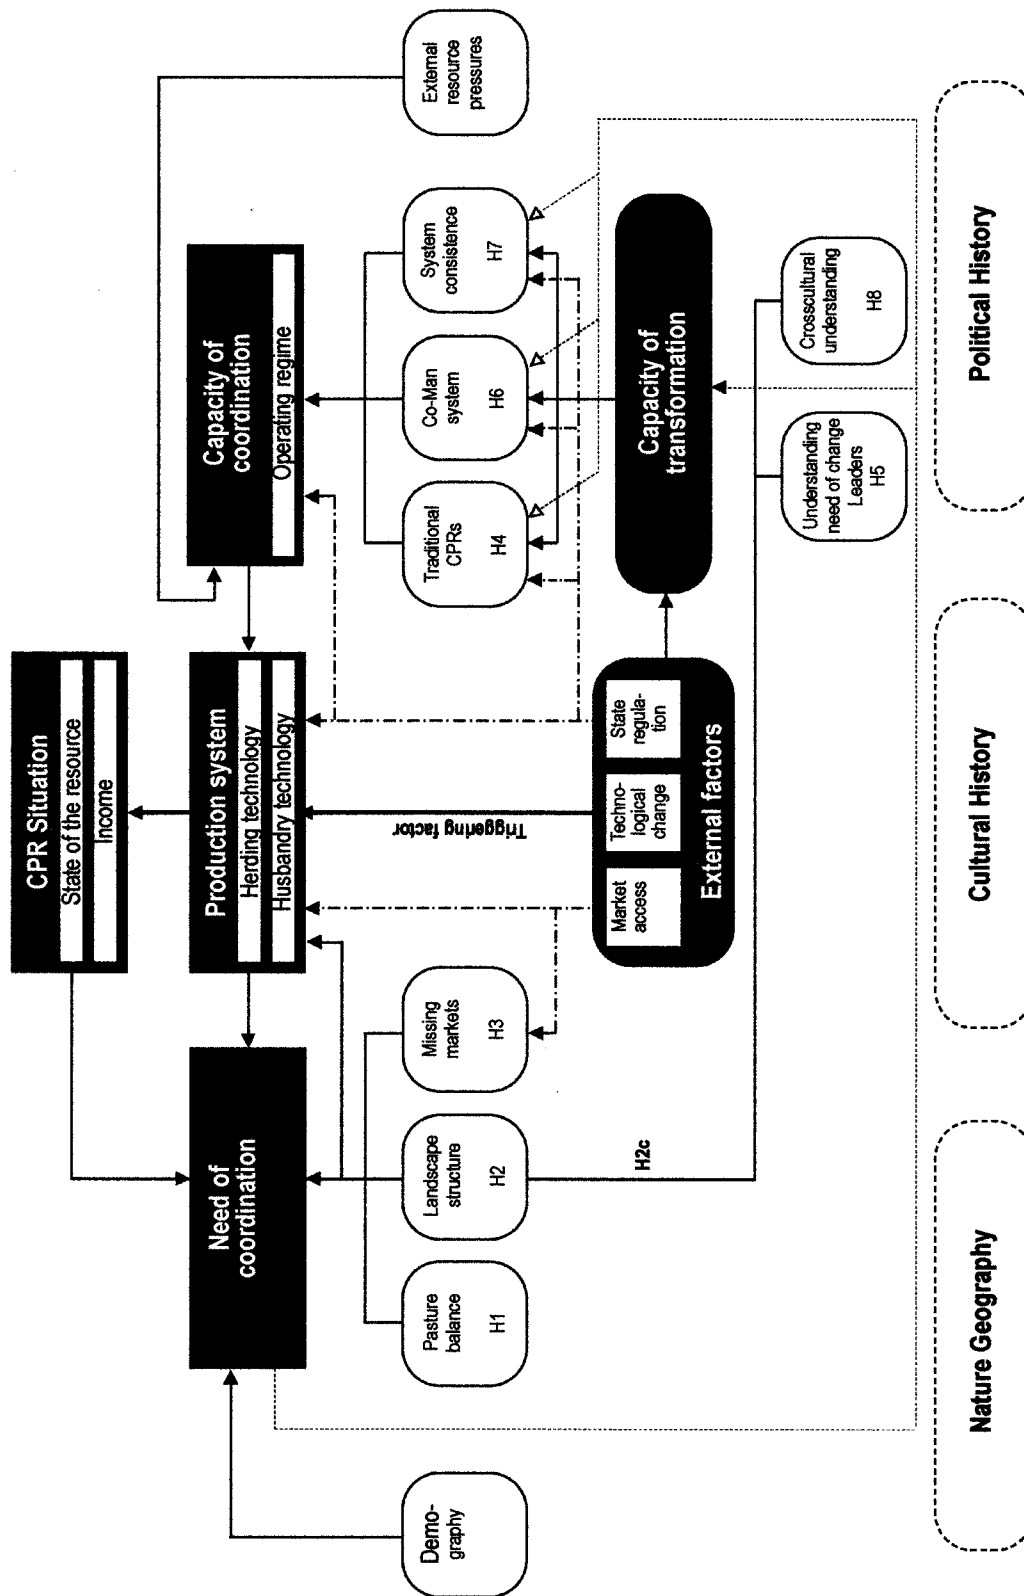 CPR Situation
State of the resource
Income
Need of
coordination
Production system
Herding technology
Husbandry technology
Capacity of
coordination
Operating regime
Demo-
graphy
Pasture
balance
H1
Landscape
structure
H2
Missing
markets
H3
Triggering factor
Traditional
CPRs
H4
Co-Man
system
H6
System
consistence
H7
External
resource
pressures
Market
access
Techno-
logical
change
State
regula-
tion
External factors
Capacity of
transformation
H2c
Understanding
need of change
Leaders
H5
Crosscultural
understanding
H8
Nature Geography
Cultural History
Political History